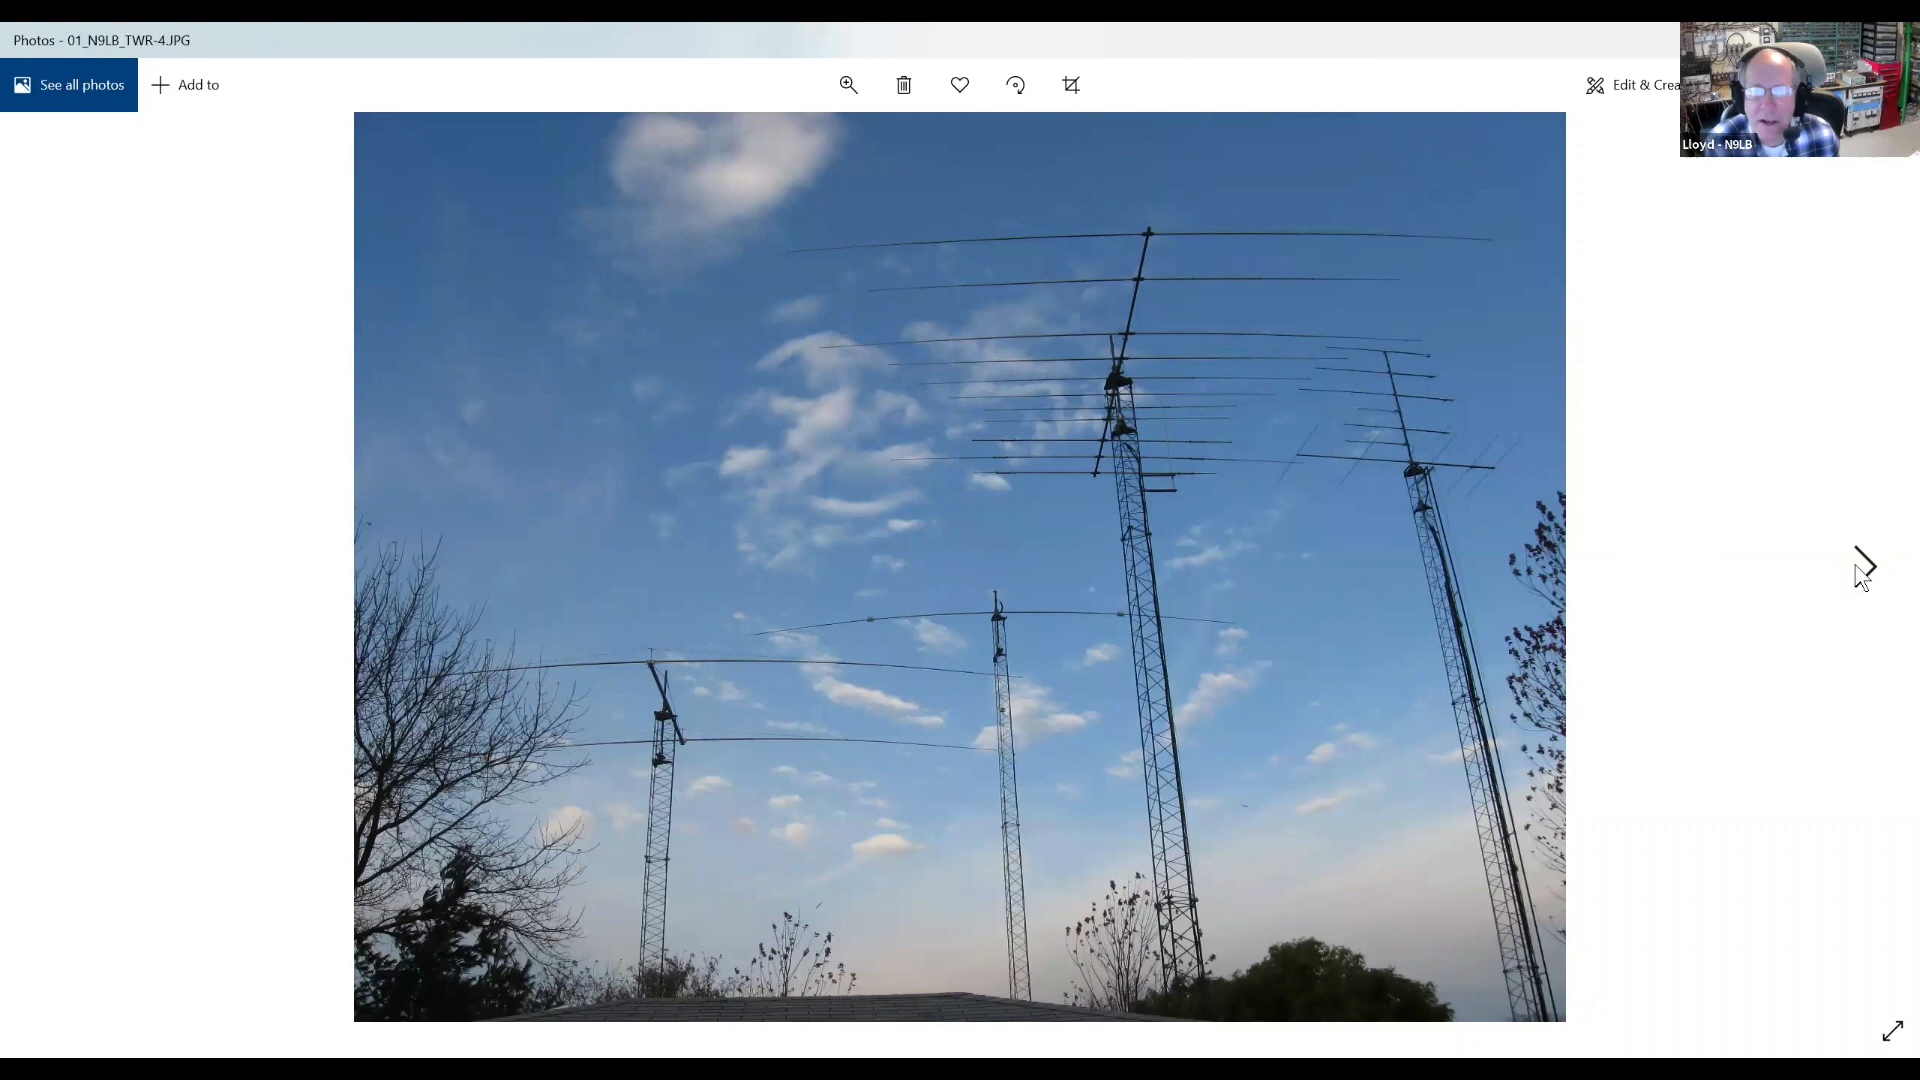 Photos - 01_N9LB_TWR-4.JPG
See all photos
Add to
Edit & Crea
Lloyd - N9LB